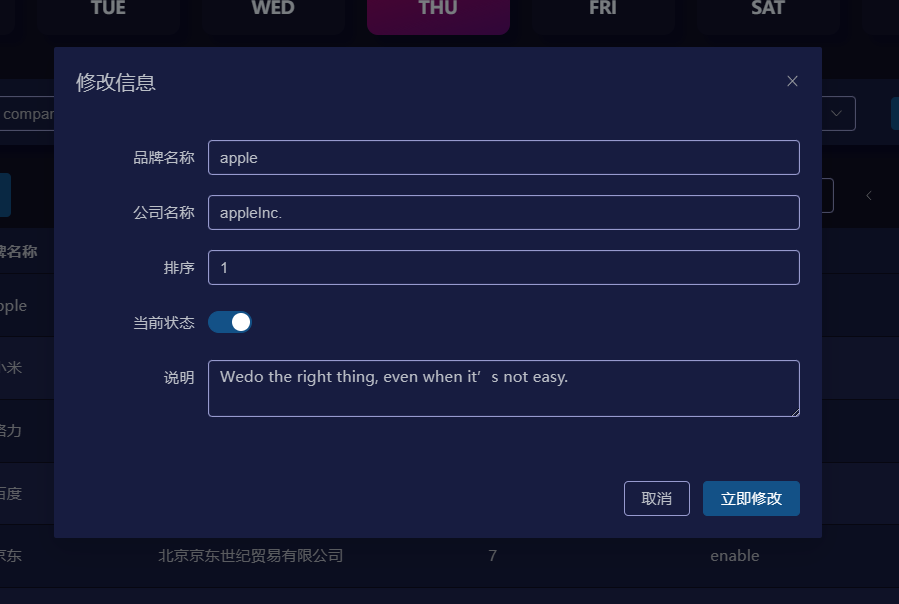 TUE
WED
THU
FRI
SAT
修改信息
compan
品牌名称
apple
公司名称
appleInc.
牌名称
排序
1
pple
当前状态
小米
说明
Wedo the right thing, even when it’s not easy.
格力
百度
取消
立即修改
京东
北京京东世纪贸易有限公司
7
enable